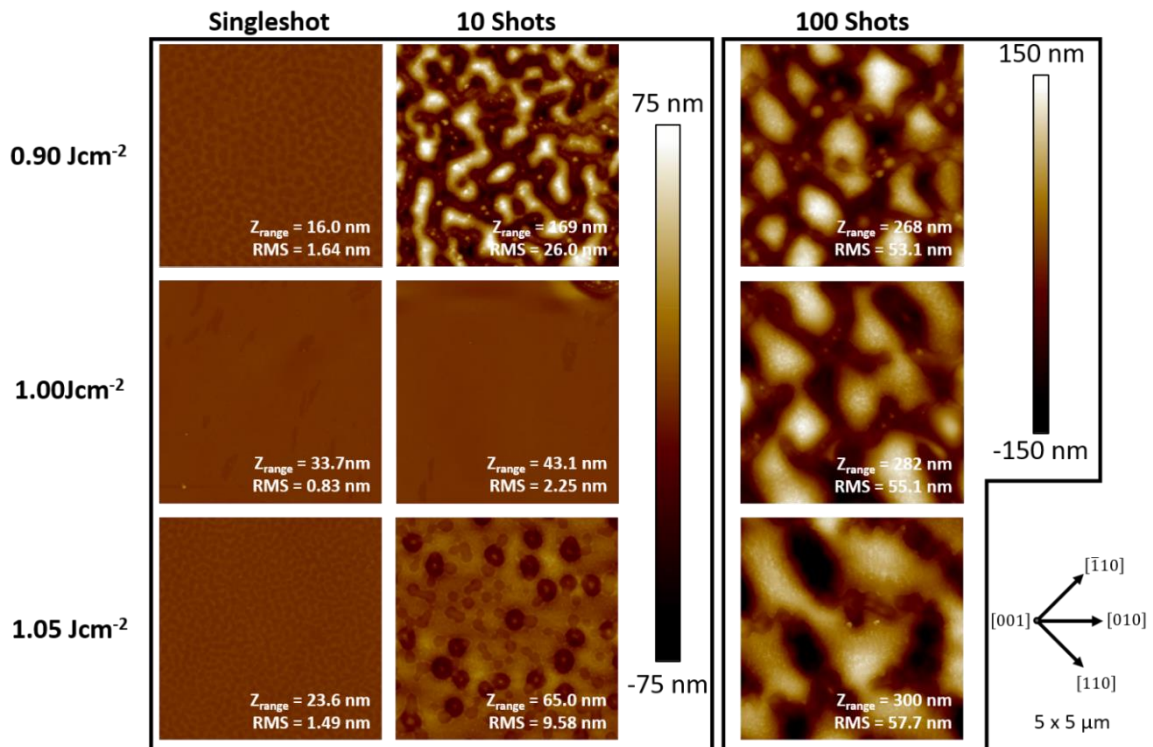 Singleshot
10 Shots
100 Shots
0.90 Jcm⁻²
Zrange = 16.0 nm
RMS = 1.64 nm
Zrange = 169 nm
RMS = 26.0 nm
75 nm
Zrange = 268 nm
RMS = 53.1 nm
150 nm
1.00Jcm⁻²
Zrange = 33.7nm
RMS = 0.83 nm
Zrange = 43.1 nm
RMS = 2.25 nm
Zrange = 282 nm
RMS = 55.1 nm
-150 nm
1.05 Jcm⁻²
Zrange = 23.6 nm
RMS = 1.49 nm
Zrange = 65.0 nm
RMS = 9.58 nm
-75 nm
Zrange = 300 nm
RMS = 57.7 nm
[1̅10]
[001]
[010]
[110]
5 x 5 µm